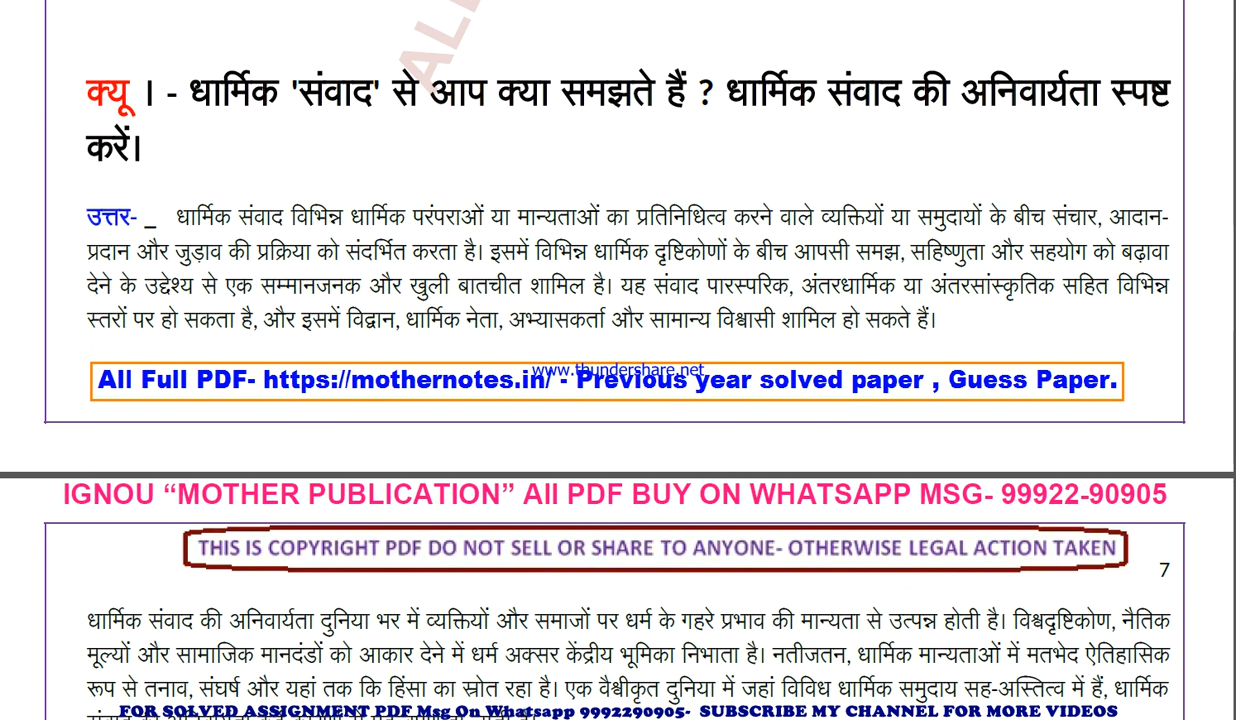 ALL
क्यू । - धार्मिक 'संवाद' से आप क्या समझते हैं ? धार्मिक संवाद की अनिवार्यता स्पष्ट
करें।
उत्तर- _ धार्मिक संवाद विभिन्न धार्मिक परंपराओं या मान्यताओं का प्रतिनिधित्व करने वाले व्यक्तियों या समुदायों के बीच संचार, आदान-
प्रदान और जुड़ाव की प्रक्रिया को संदर्भित करता है। इसमें विभिन्न धार्मिक दृष्टिकोणों के बीच आपसी समझ, सहिष्णुता और सहयोग को बढ़ावा
देने के उद्देश्य से एक सम्मानजनक और खुली बातचीत शामिल है। यह संवाद पारस्परिक, अंतरधार्मिक या अंतरसांस्कृतिक सहित विभिन्न
स्तरों पर हो सकता है, और इसमें विद्वान, धार्मिक नेता, अभ्यासकर्ता और सामान्य विश्वासी शामिल हो सकते हैं।
www.thundershare.net
All Full PDF- https://mothernotes.in/ - Previous year solved paper , Guess Paper.
IGNOU “MOTHER PUBLICATION” All PDF BUY ON WHATSAPP MSG- 99922-90905
THIS IS COPYRIGHT PDF DO NOT SELL OR SHARE TO ANYONE- OTHERWISE LEGAL ACTION TAKEN
7
धार्मिक संवाद की अनिवार्यता दुनिया भर में व्यक्तियों और समाजों पर धर्म के गहरे प्रभाव की मान्यता से उत्पन्न होती है। विश्वदृष्टिकोण, नैतिक
मूल्यों और सामाजिक मानदंडों को आकार देने में धर्म अक्सर केंद्रीय भूमिका निभाता है। नतीजतन, धार्मिक मान्यताओं में मतभेद ऐतिहासिक
रूप से तनाव, संघर्ष और यहां तक कि हिंसा का स्रोत रहा है। एक वैश्वीकृत दुनिया में जहां विविध धार्मिक समुदाय सह-अस्तित्व में हैं, धार्मिक
FOR SOLVED ASSIGNMENT PDF Msg On Whatsapp 9992290905- SUBSCRIBE MY CHANNEL FOR MORE VIDEOS